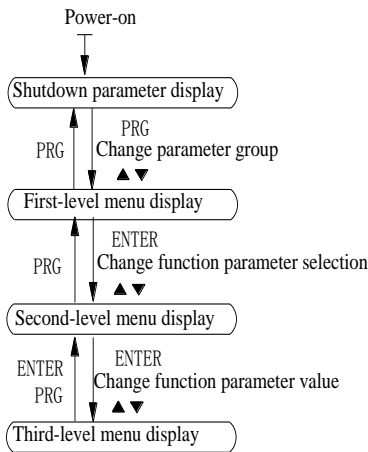 Power-on
Shutdown parameter display
PRG
PRG
Change parameter group
▲ ▼
First-level menu display
ENTER
PRG
Change function parameter selection
▲ ▼
Second-level menu display
ENTER
ENTER
Change function parameter value
PRG
▲ ▼
Third-level menu display